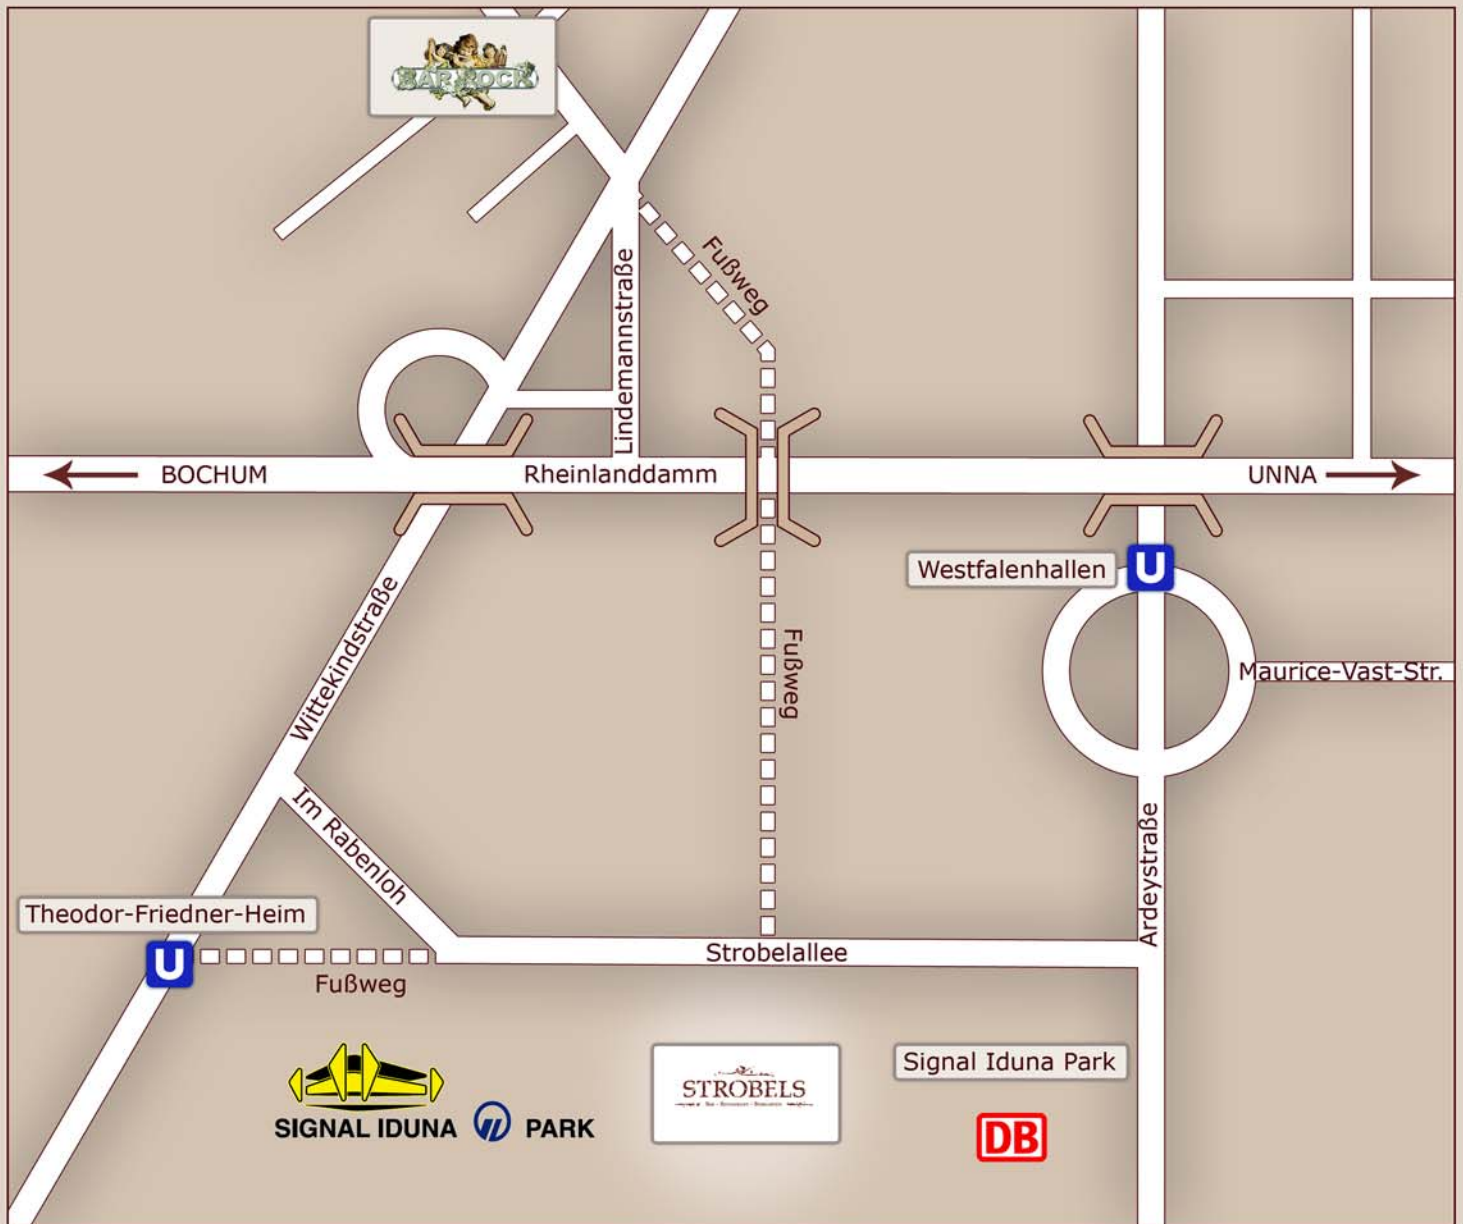 BAR ROCK
Fußweg
Lindemannstraße
BOCHUM
Rheinlanddamm
UNNA
Westfalenhallen
U
Wittekindstraße
Fußweg
Maurice-Vast-Str.
Im Rabenloh
Ardeystraße
Theodor-Friedner-Heim
U
Fußweg
Strobelallee
SIGNAL IDUNA PARK
STROBELS
Signal Iduna Park
DB